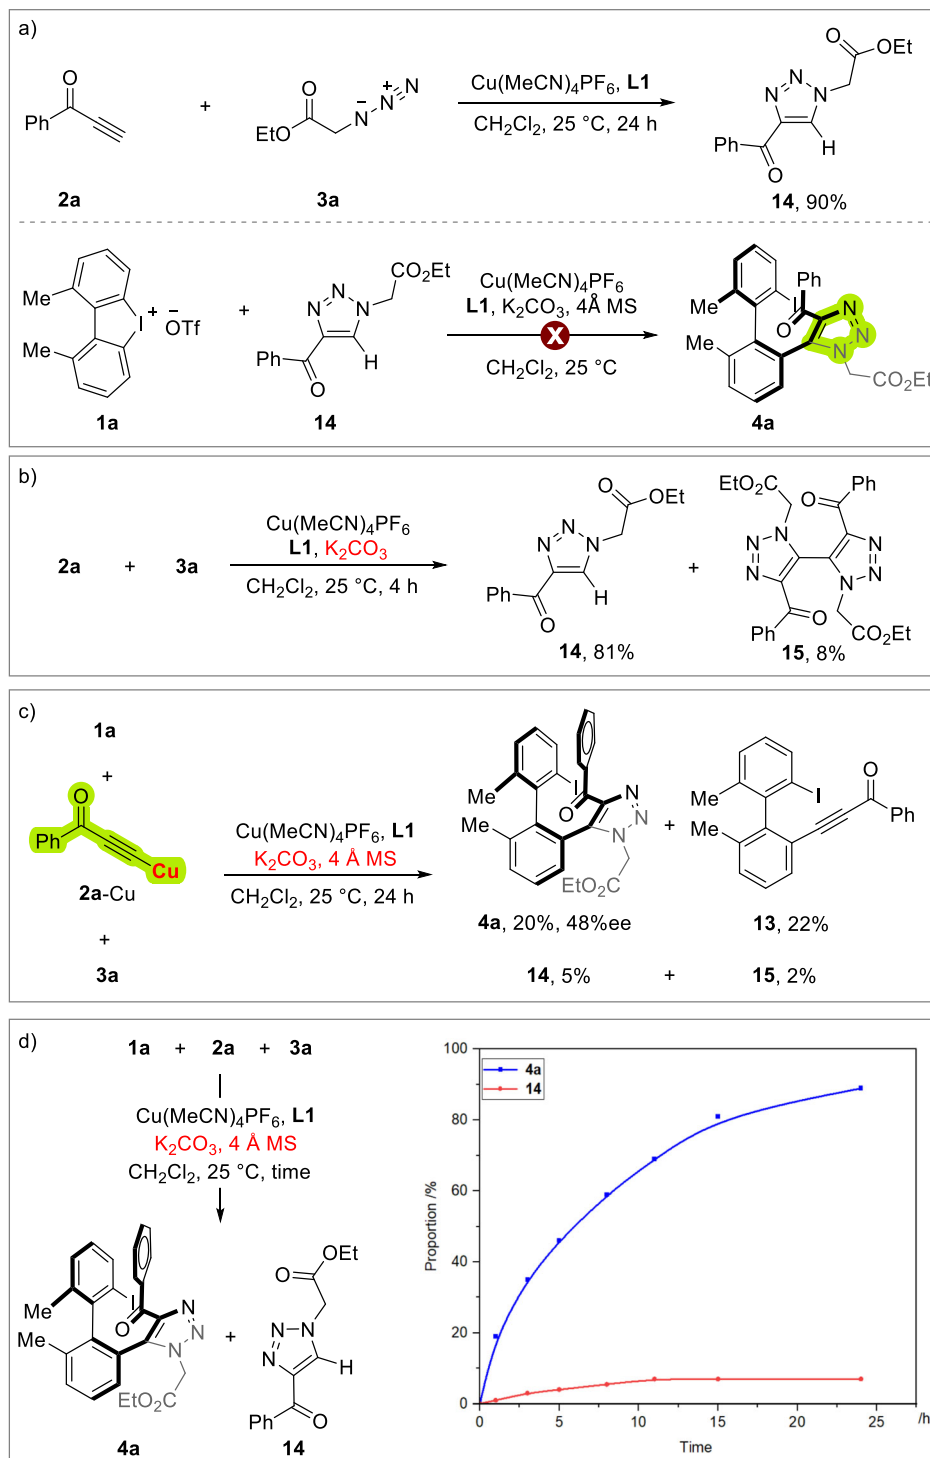 a)
O
Ph
2a
+
O
EtO
N
−
N
+
N
3a
Cu(MeCN)4PF6, L1
CH2Cl2, 25 °C, 24 h
OEt
O
N
N
N
Ph
H
O
14, 90%
Me
Me
I
+
−
OTf
1a
+
CO2Et
N
N
N
Ph
H
O
14
Cu(MeCN)4PF6
L1, K2CO3, 4Å MS
X
CH2Cl2, 25 °C
Ph
Me
I
O
N
N
N
Me
CO2Et
4a
b)
2a + 3a
Cu(MeCN)4PF6
L1, K2CO3
CH2Cl2, 25 °C, 4 h
OEt
O
N
N
N
Ph
H
O
14, 81%
+
EtO2C
Ph
O
N
N
N
N
N
N
O
Ph
CO2Et
15, 8%
c)
1a
+
O
Ph
Cu
2a-Cu
+
3a
Cu(MeCN)4PF6, L1
K2CO3, 4 Å MS
CH2Cl2, 25 °C, 24 h
Me
I
O
N
N
N
Me
EtO2C
4a, 20%, 48%ee
+
Me
I
O
Me
Ph
13, 22%
14, 5% + 15, 2%
d)
1a + 2a + 3a
Cu(MeCN)4PF6, L1
K2CO3, 4 Å MS
CH2Cl2, 25 °C, time
Me
I
O
N
N
N
Me
EtO2C
4a
+
OEt
O
N
N
N
H
Ph
O
14
100
80
60
40
20
0
Proportion /%
4a
14
0 5 10 15 20 25 /h
Time